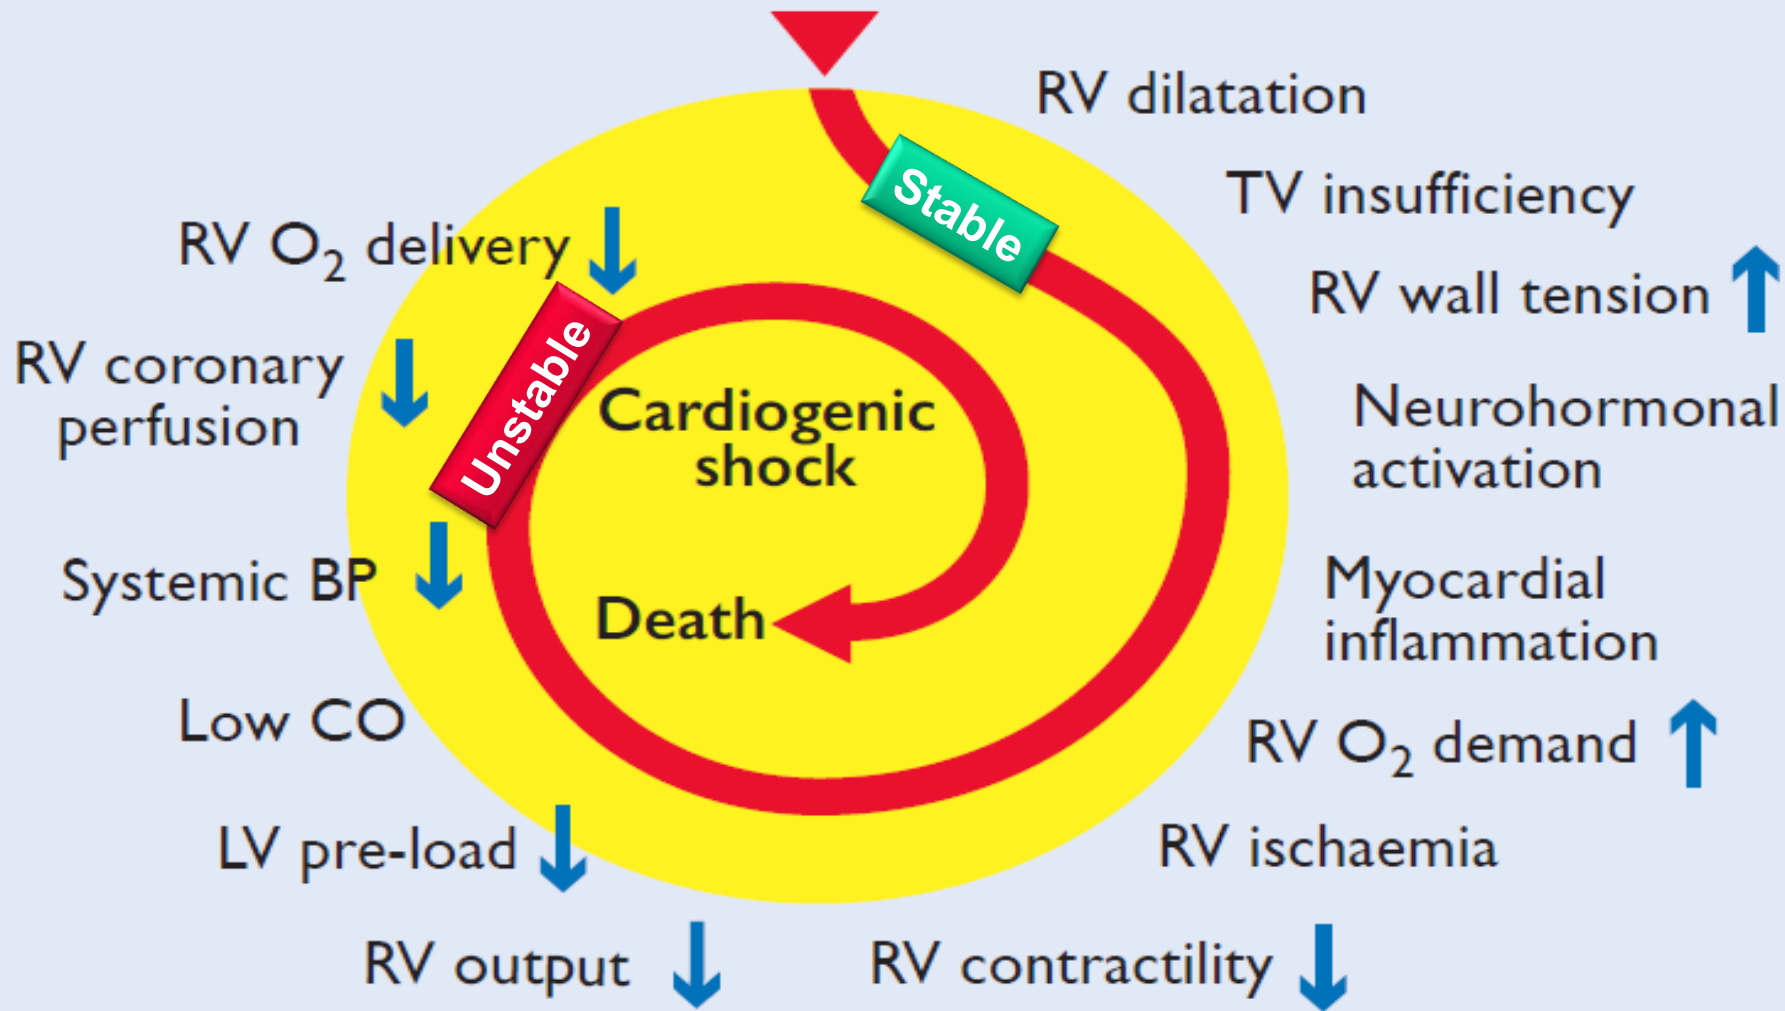 RV dilatation
TV insufficiency
RV wall tension
Neurohormonal
activation
Myocardial
inflammation
RV O₂ demand
RV ischaemia
RV contractility
RV output
LV pre-load
Low CO
Systemic BP
RV coronary
perfusion
RV O₂ delivery
Stable
Unstable
Cardiogenic
shock
Death